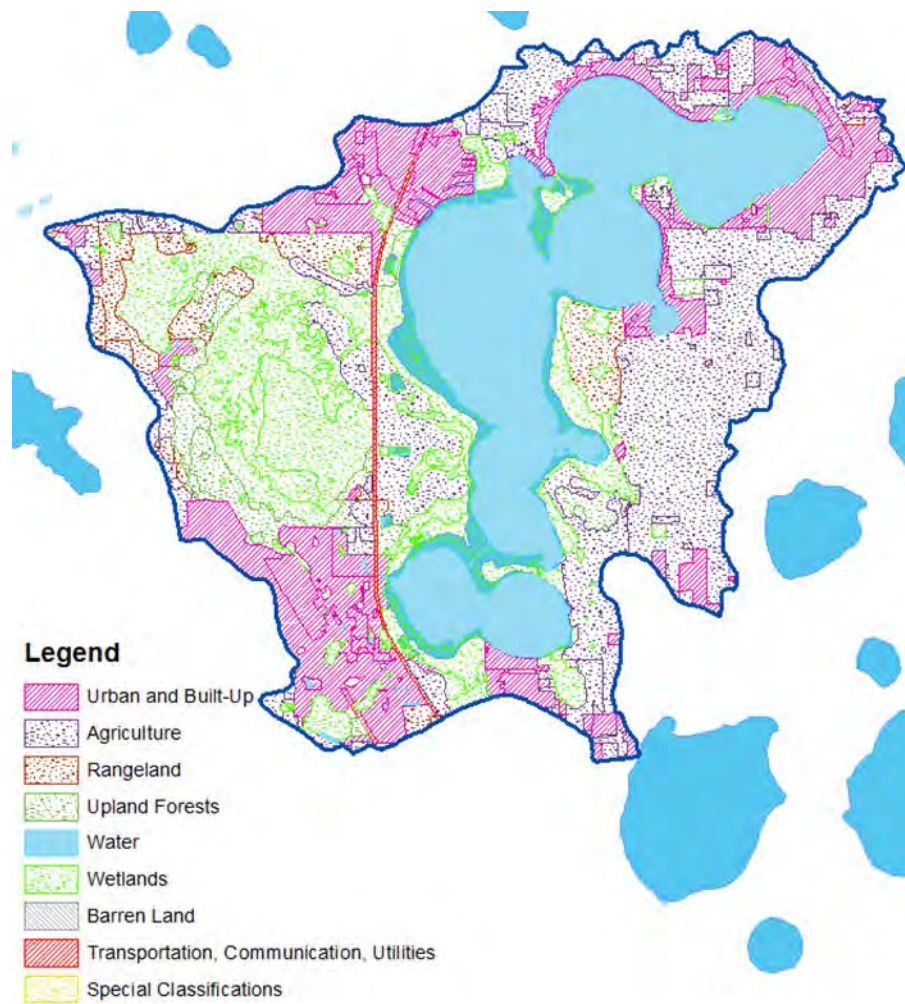 Legend
Urban and Built-Up
Agriculture
Rangeland
Upland Forests
Water
Wetlands
Barren Land
Transportation, Communication, Utilities
Special Classifications